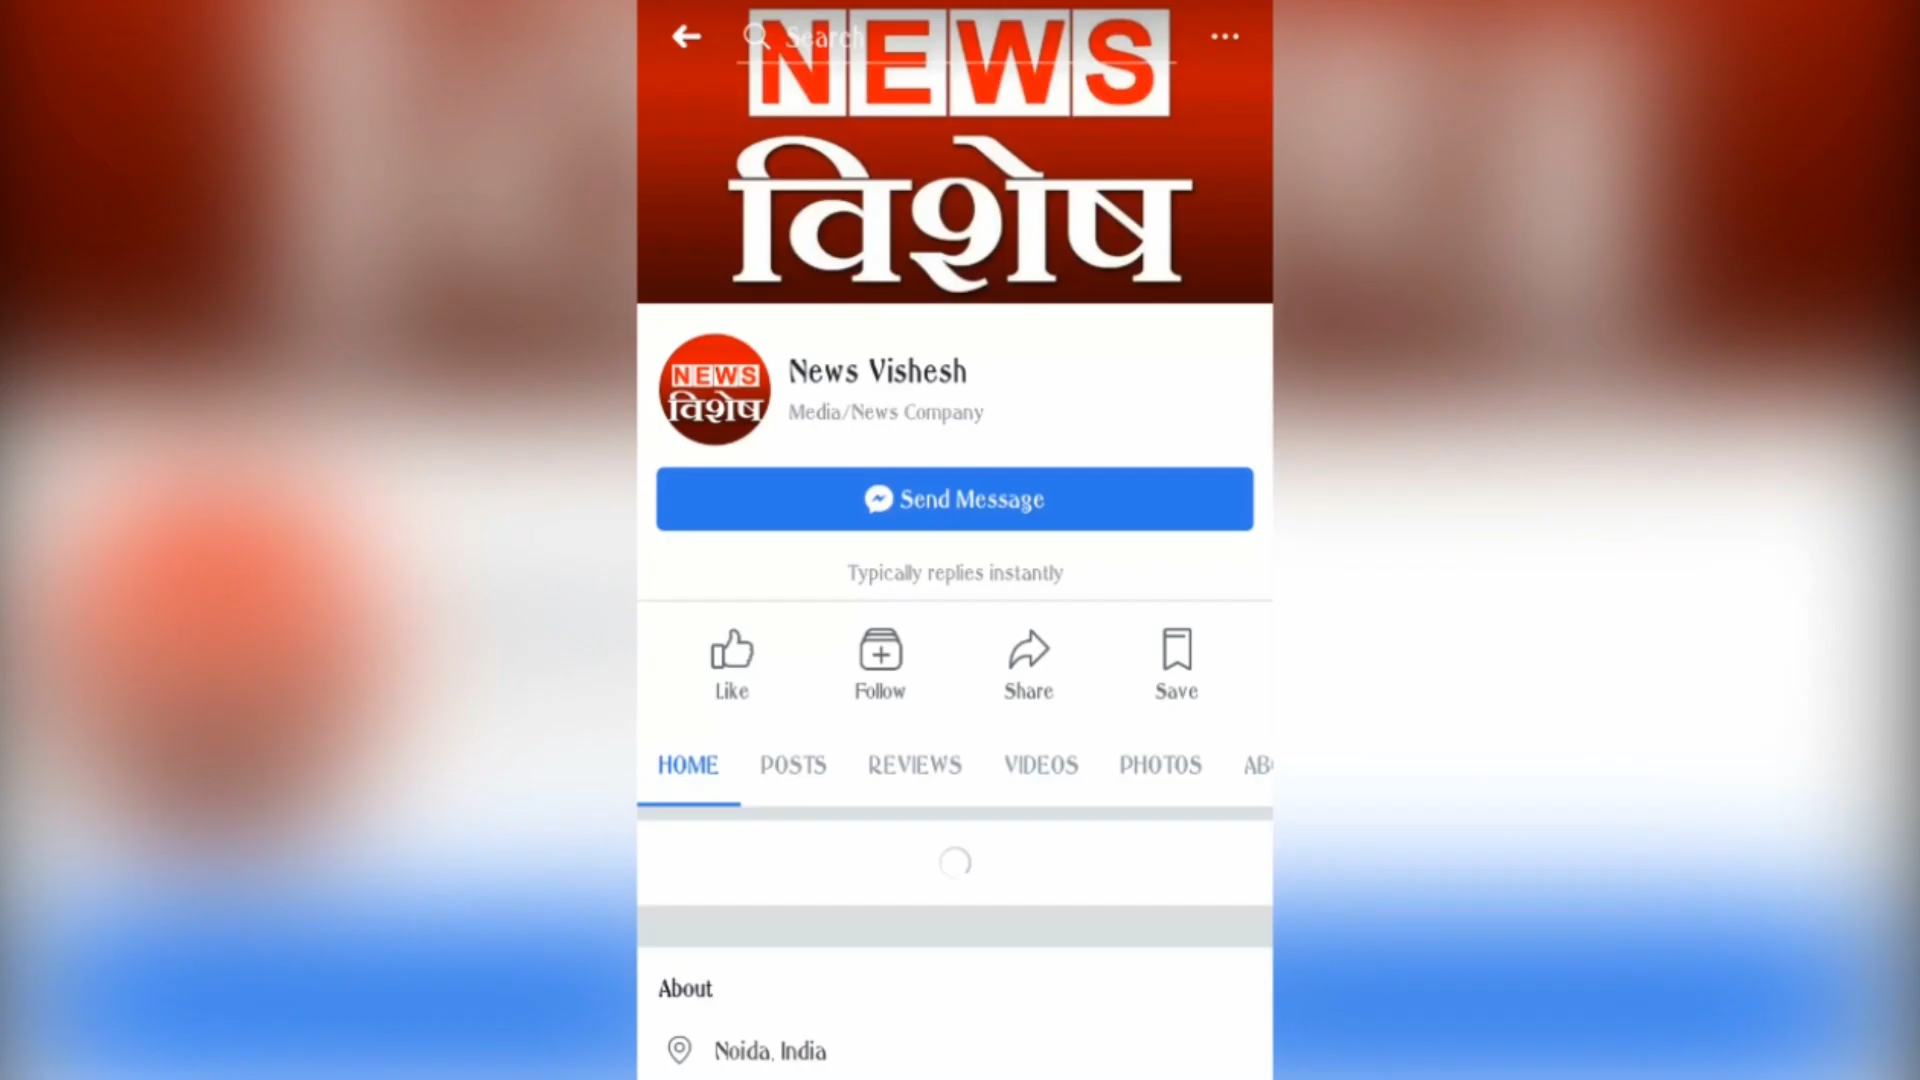 Search
NEWS
विशेष
NEWS
विशेष
News Vishesh
Media/News Company
Send Message
Typically replies instantly
Like Follow Share Save
HOME POSTS REVIEWS VIDEOS PHOTOS AB
About
Noida, India